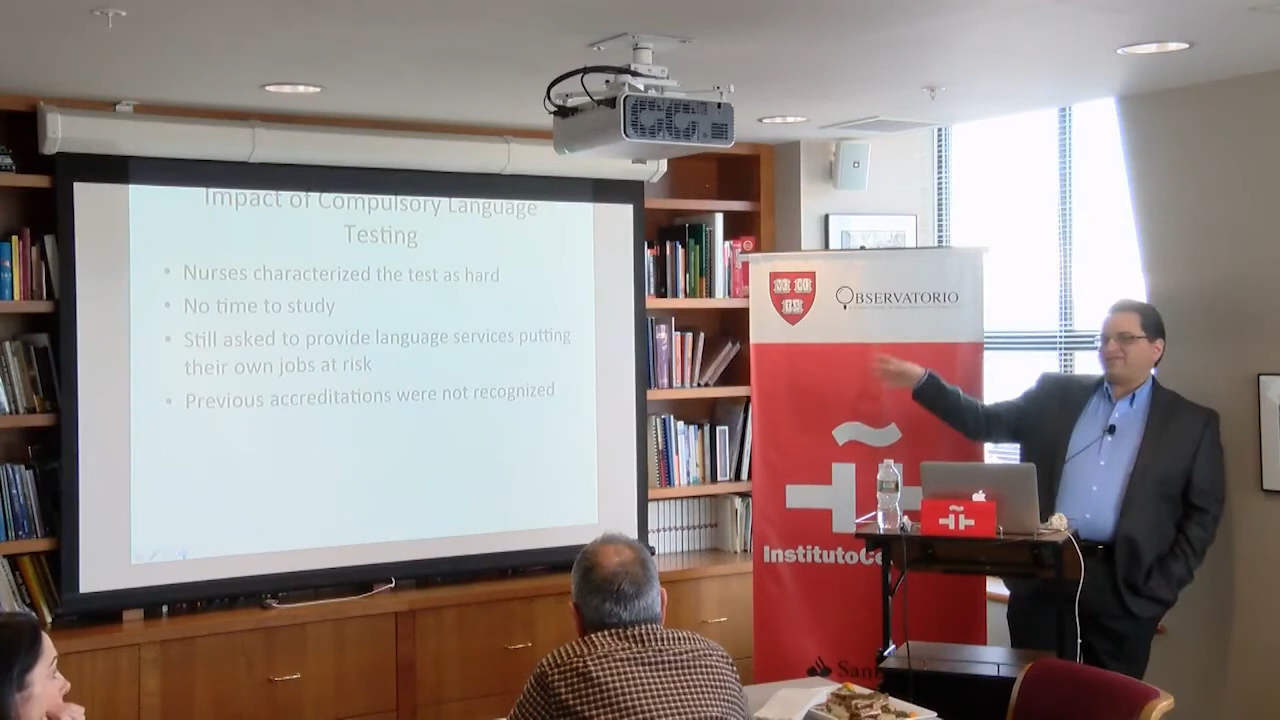 Impact of Compulsory Language
Testing
• Nurses characterized the test as hard
• No time to study
• Still asked to provide language services putting
their own jobs at risk
• Previous accreditations were not recognized
OBSERVATORIO
InstitutoCe
San